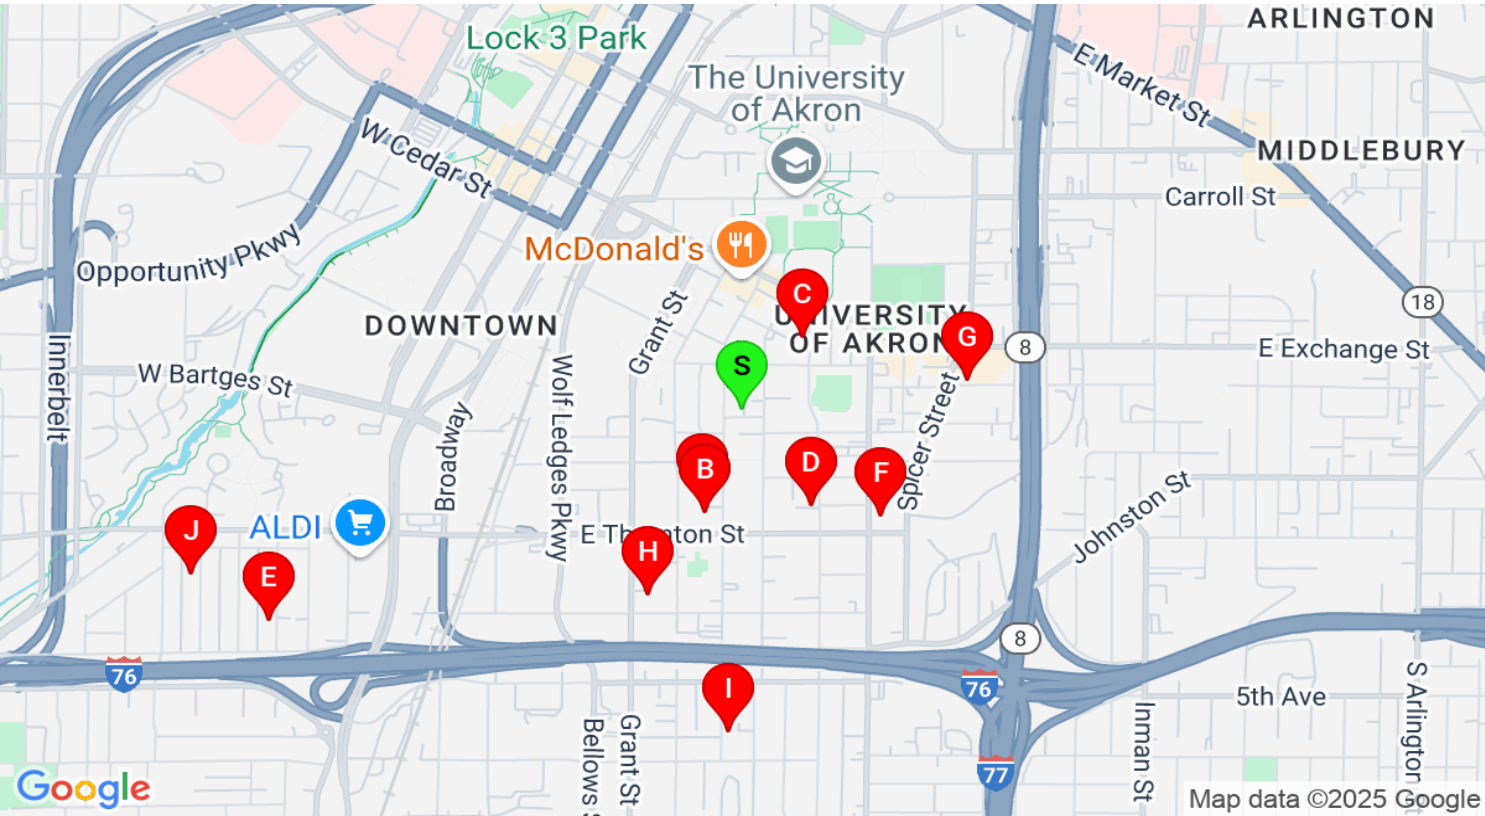 ARLINGTON
Lock 3 Park
E Market St
The University
of Akron
W Cedar St
MIDDLEBURY
Carroll St
McDonald's
Opportunity Pkwy
C
18
Grant St
DOWNTOWN
UNIVERSITY
OF AKRON
G
8
E Exchange St
Innerbelt
S
W Bartges St
Wolf Ledges Pkwy
Broadway
Spicer Street
B
D
F
Johnston St
ALDI
J
E Thornton St
H
E
8
76
76
I
5th Ave
S Arlington
Bellows S
Grant St
Inman St
77
Google
Map data ©2025 Google